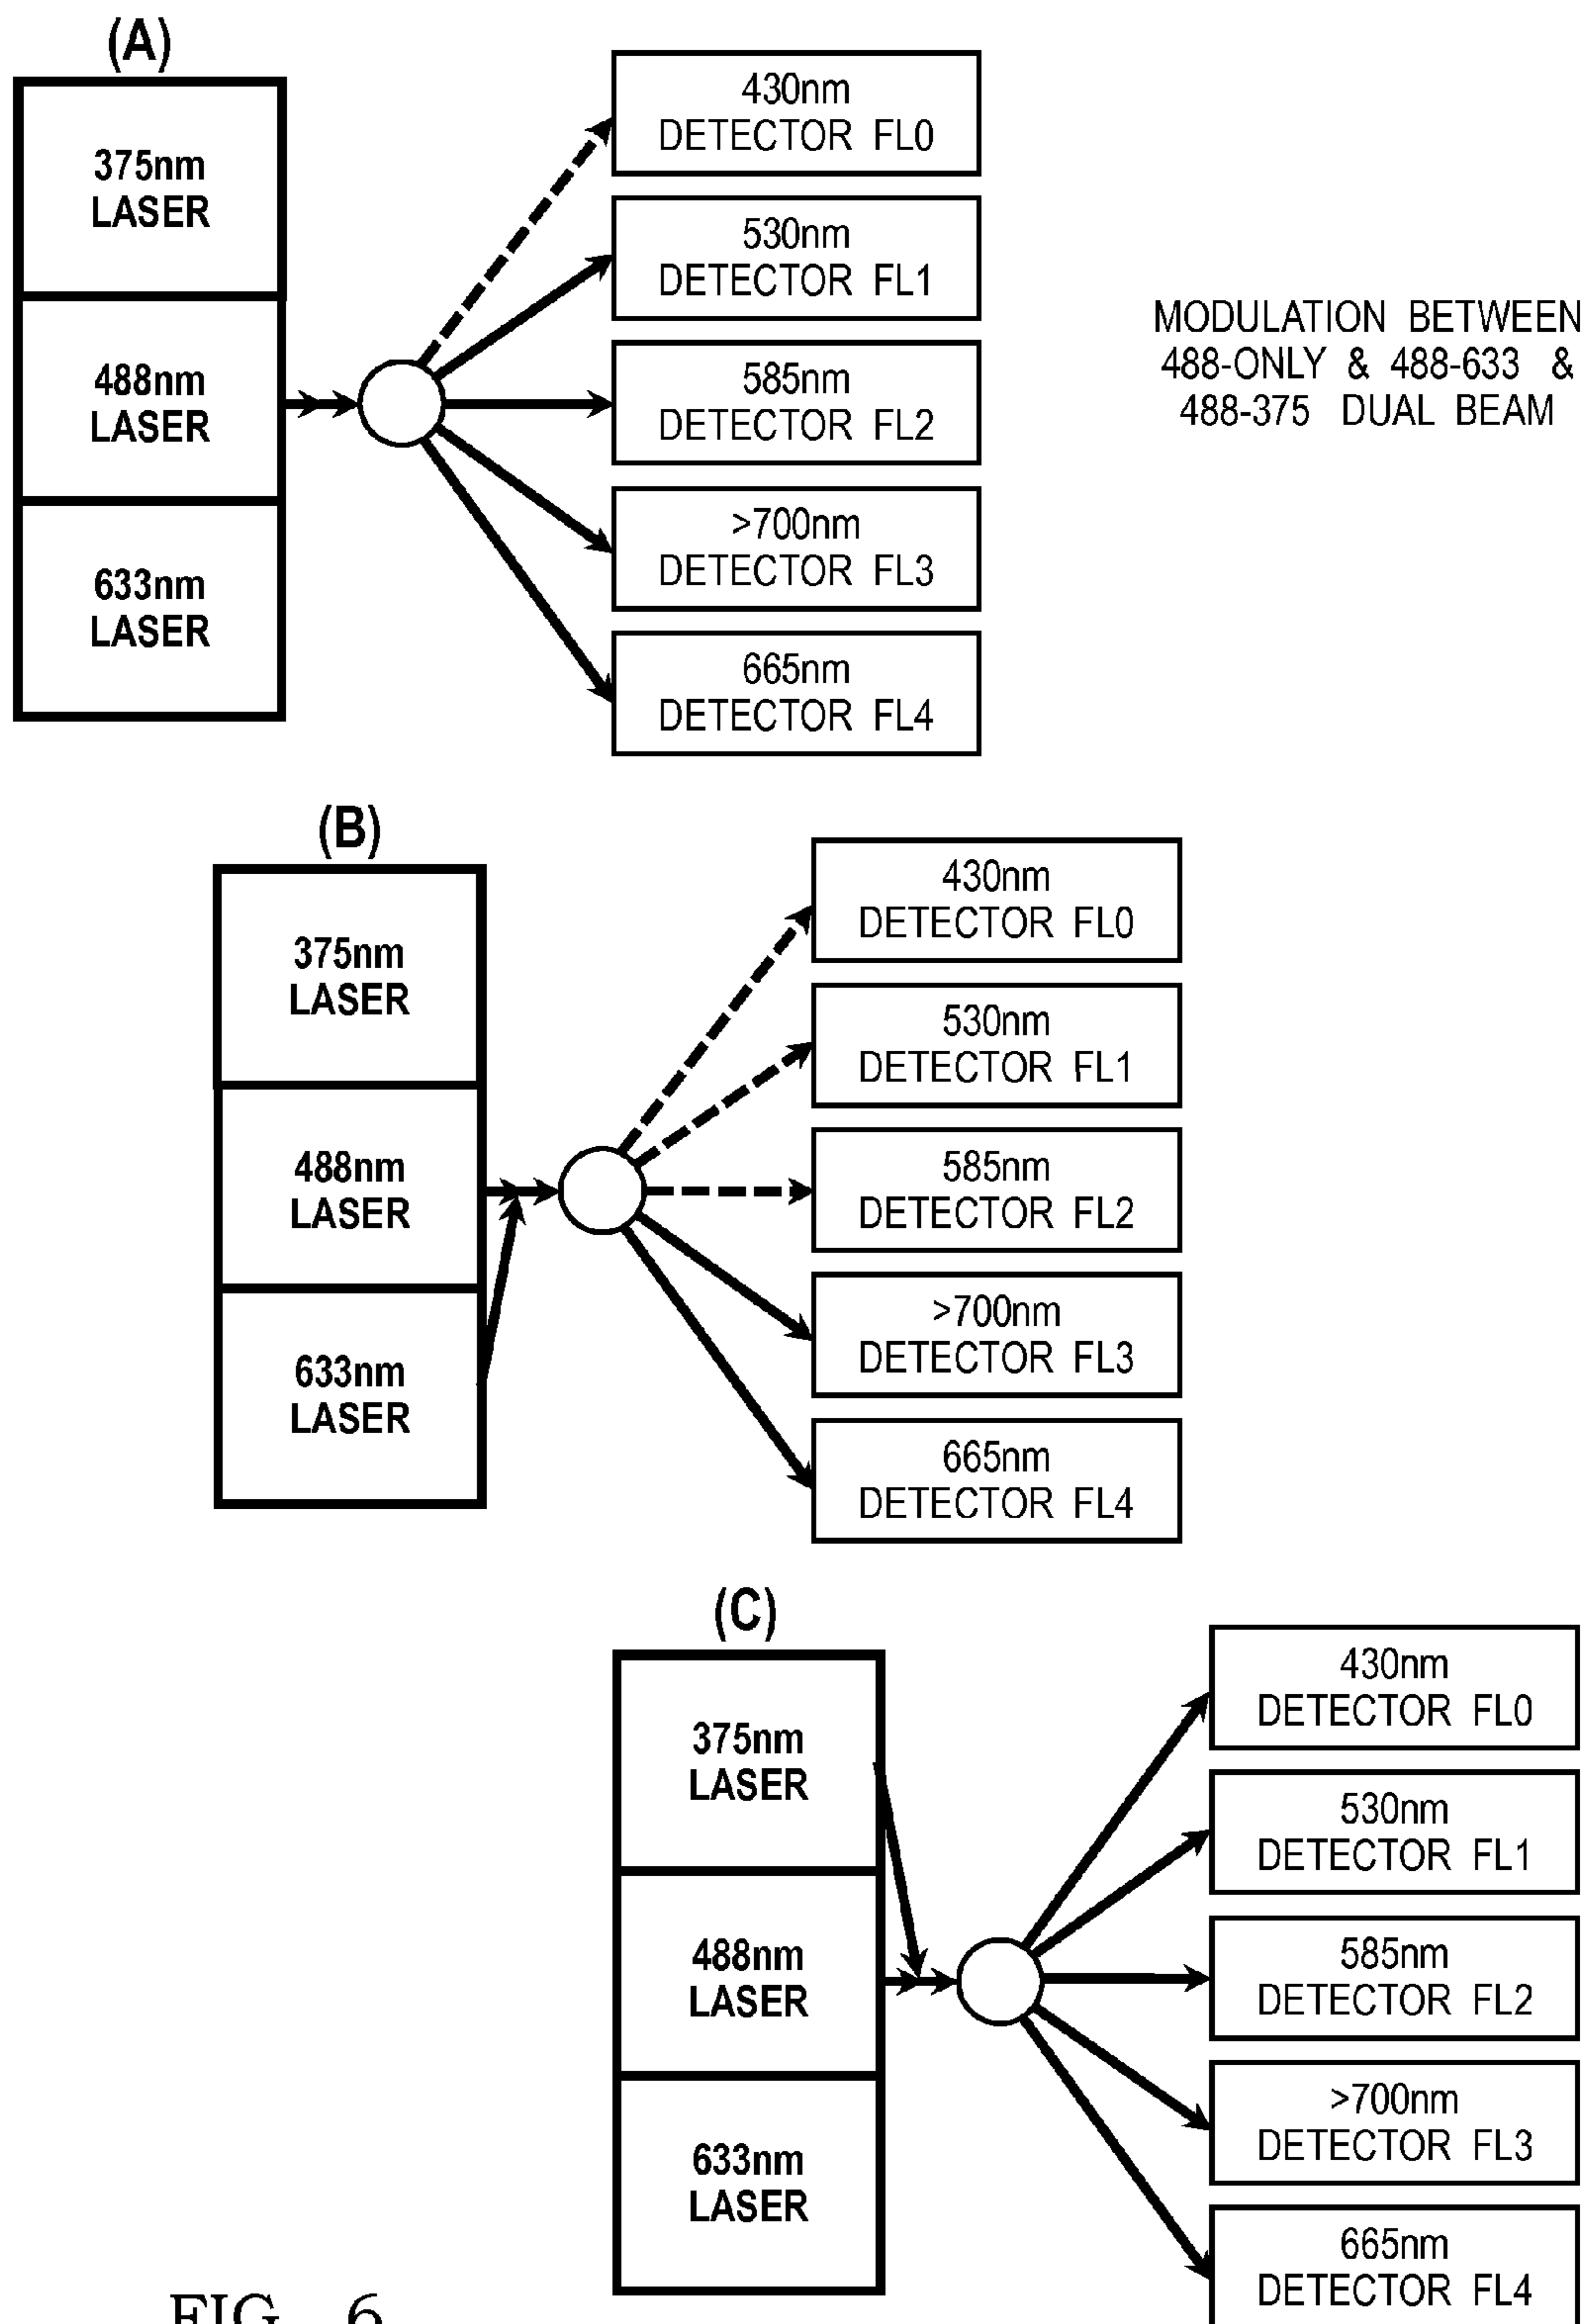 (A)
375nm
LASER
488nm
LASER
633nm
LASER
430nm
DETECTOR FL0
530nm
DETECTOR FL1
585nm
DETECTOR FL2
>700nm
DETECTOR FL3
665nm
DETECTOR FL4
MODULATION BETWEEN
488-ONLY & 488-633 &
488-375 DUAL BEAM
(B)
375nm
LASER
488nm
LASER
633nm
LASER
430nm
DETECTOR FL0
530nm
DETECTOR FL1
585nm
DETECTOR FL2
>700nm
DETECTOR FL3
665nm
DETECTOR FL4
(C)
375nm
LASER
488nm
LASER
633nm
LASER
430nm
DETECTOR FL0
530nm
DETECTOR FL1
585nm
DETECTOR FL2
>700nm
DETECTOR FL3
665nm
DETECTOR FL4
FIG. 6